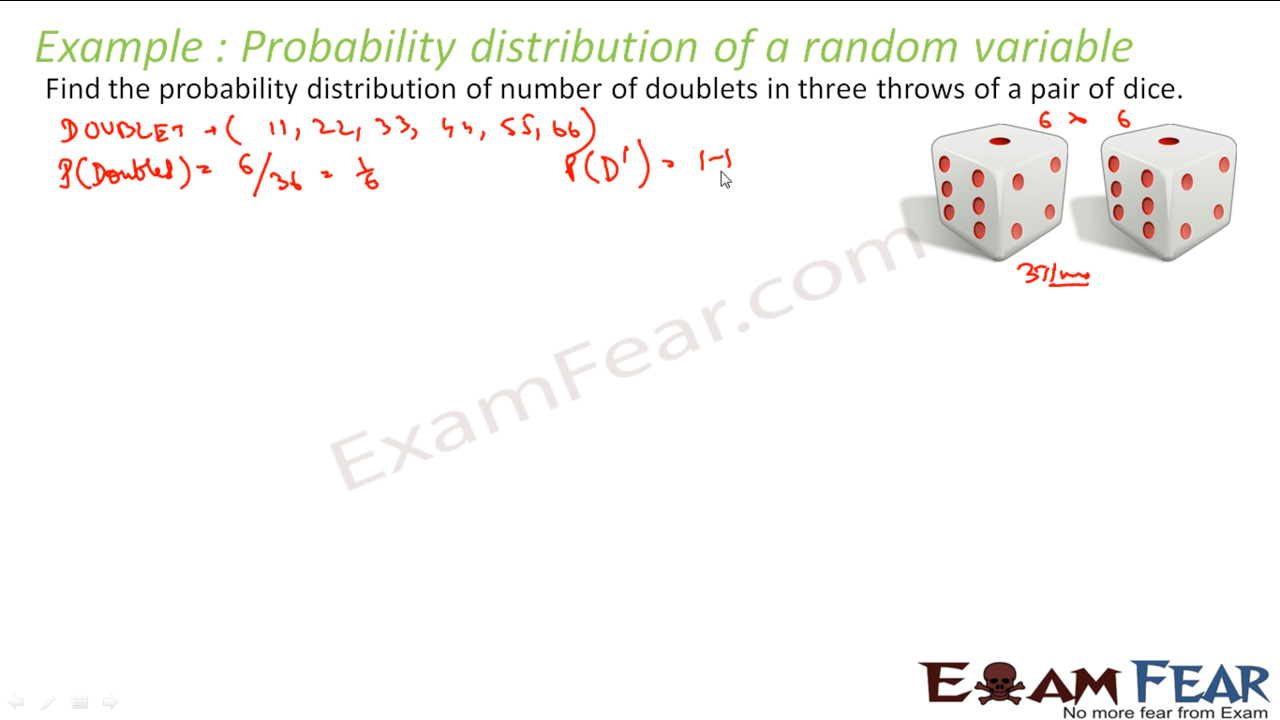 Example : Probability distribution of a random variable
Find the probability distribution of number of doublets in three throws of a pair of dice.
6 × 6
DOUBLET → ( 11, 22, 33, 44, 55, 66)
P(Doublet) = 6/36 = 1/6
P(D') = 1-1
ExamFear.com
EXAM FEAR
No more fear from Exam